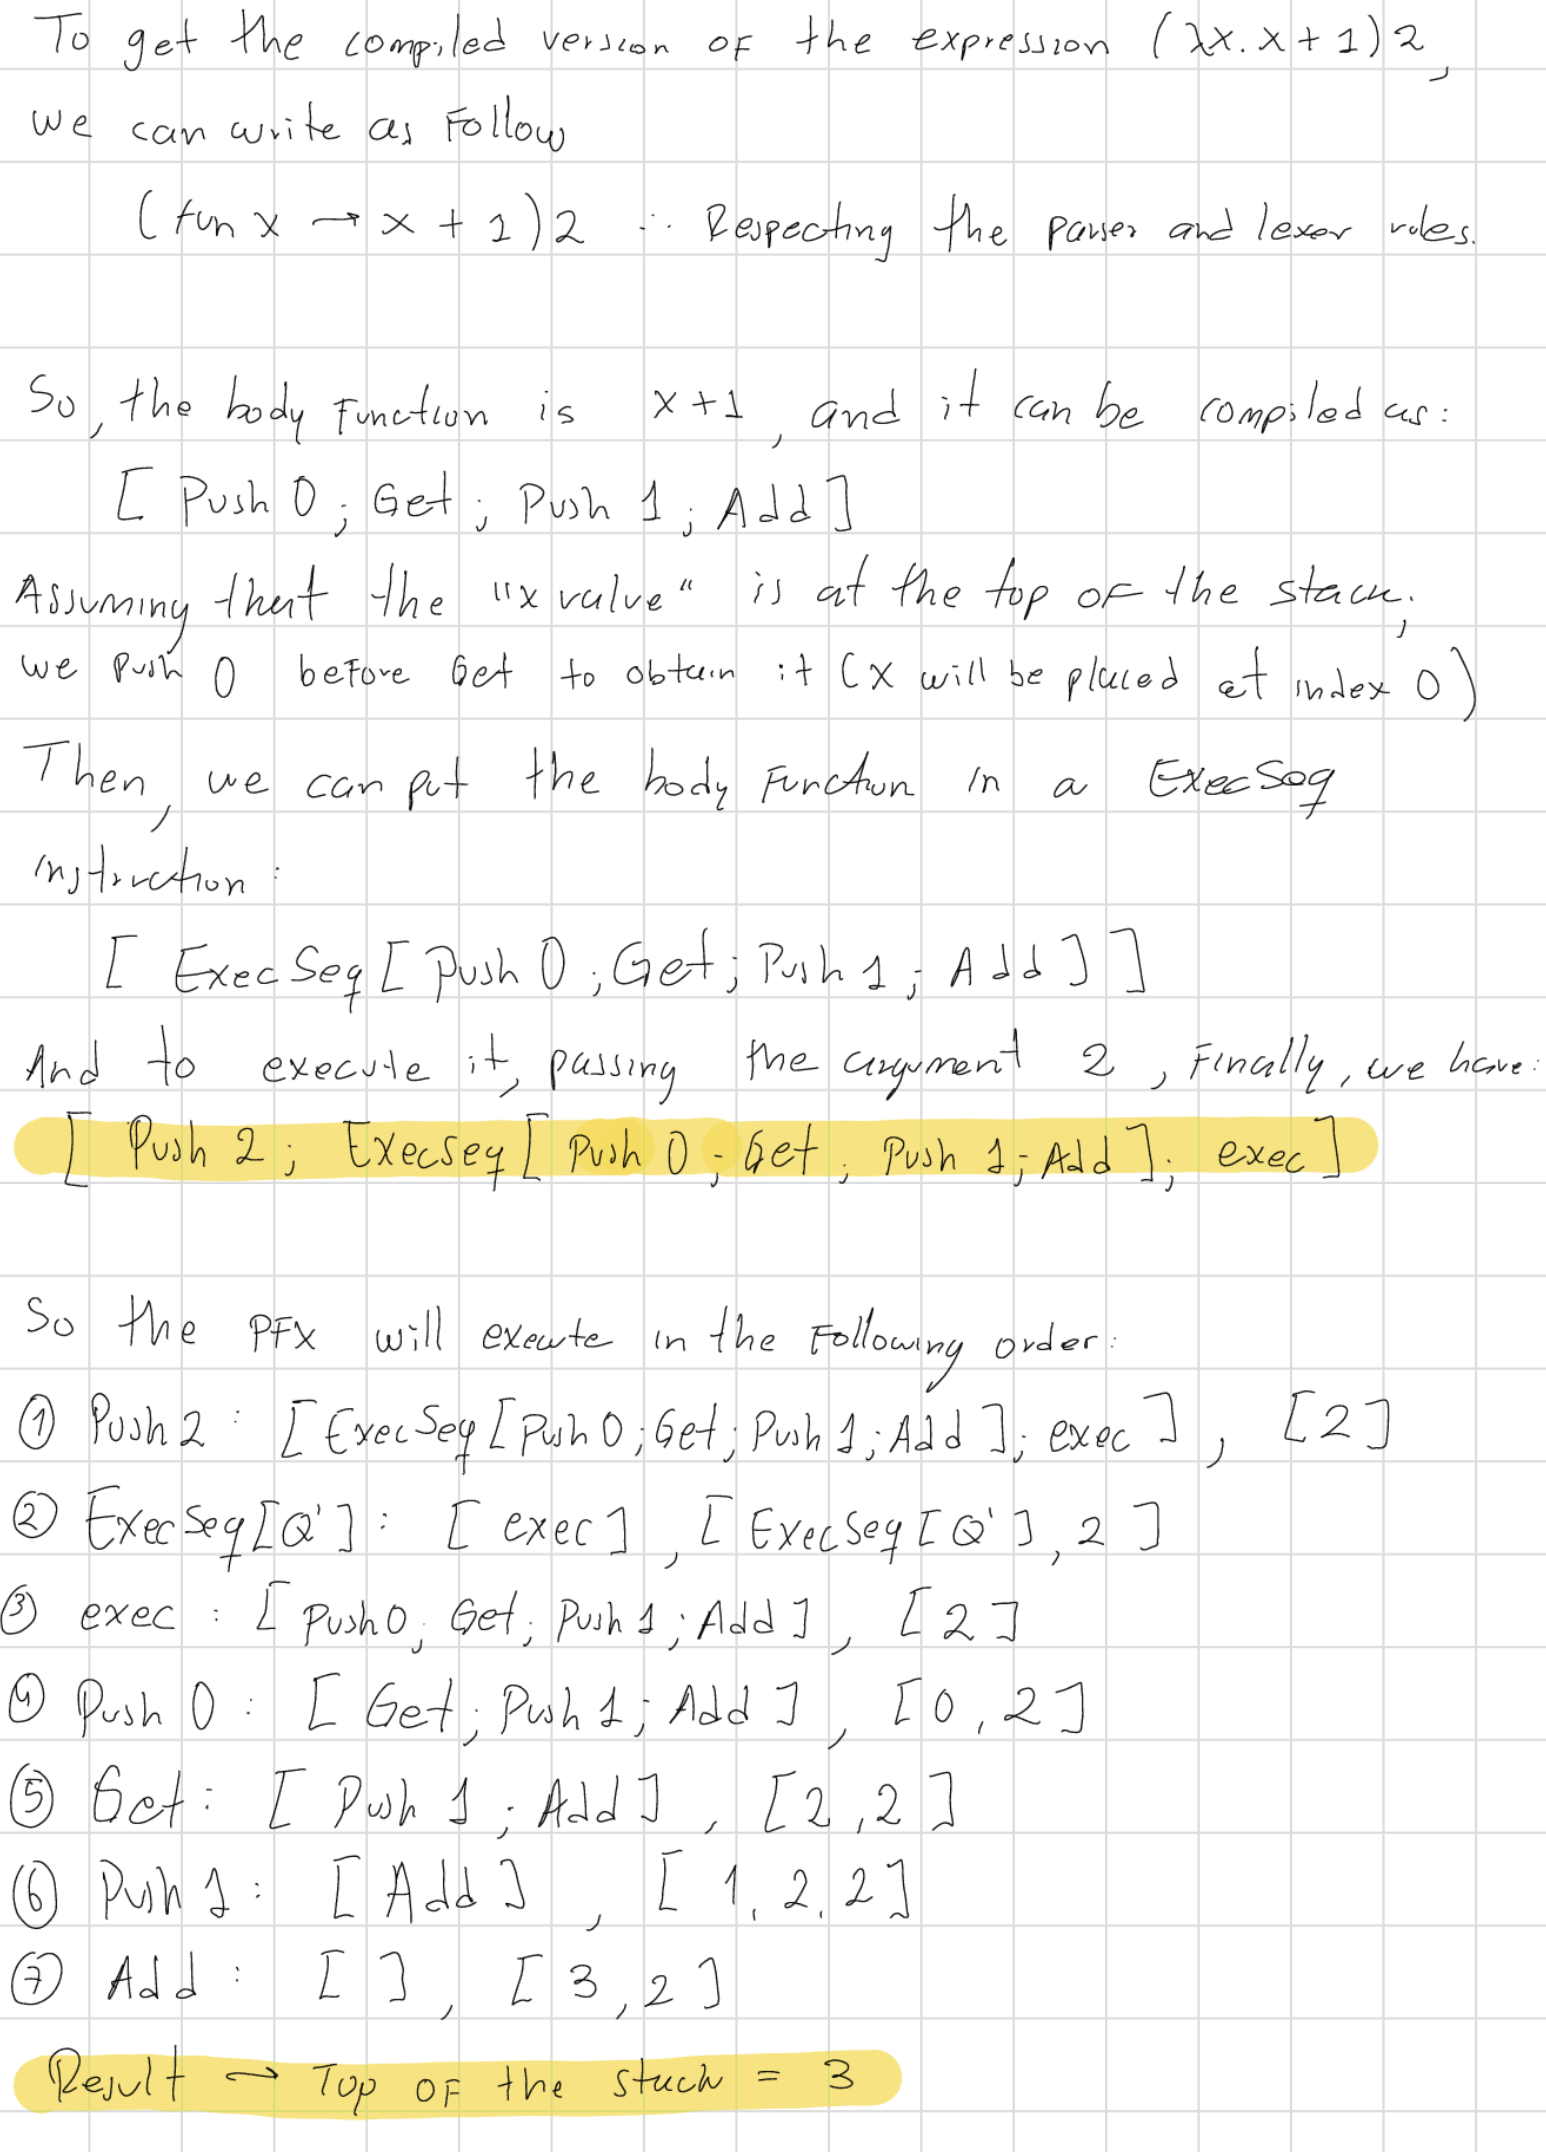 To get the compiled version of the expression (λx. x + 1) 2,
we can write as Follow
(fun x → x + 1) 2 ∴ Respecting the parser and lexer rules.
So, the body Function is x + 1, and it can be compiled as:
[ Push 0 ; Get ; Push 1 ; Add ]
Assuming that the "x value" is at the top of the stack,
we push 0 before Get to obtain it (x will be placed at index 0)
Then, we can put the body Function in a ExecSeq
instruction :
[ ExecSeq [ Push 0 ; Get ; Push 1 ; Add ] ]
And to execute it, passing the argument 2, Finally, we have:
[ Push 2 ; Execseq [ Push 0 ; Get ; Push 1 ; Add ] ; exec ]
So the PFX will execute in the Following order:
① Push 2 : [ ExecSeq [ Push 0 ; Get ; Push 1 ; Add ] ; exec ] , [ 2 ]
② ExecSeq [Q'] : [ exec ] , [ ExecSeq [Q'] , 2 ]
③ exec : [ Push 0 ; Get ; Push 1 ; Add ] , [ 2 ]
④ Push 0 : [ Get ; Push 1 ; Add ] , [ 0 , 2 ]
⑤ Get : [ Push 1 ; Add ] , [ 2 , 2 ]
⑥ Push 1 : [ Add ] , [ 1 , 2 , 2 ]
⑦ Add : [ ] , [ 3 , 2 ]
Result → Top of the stack = 3